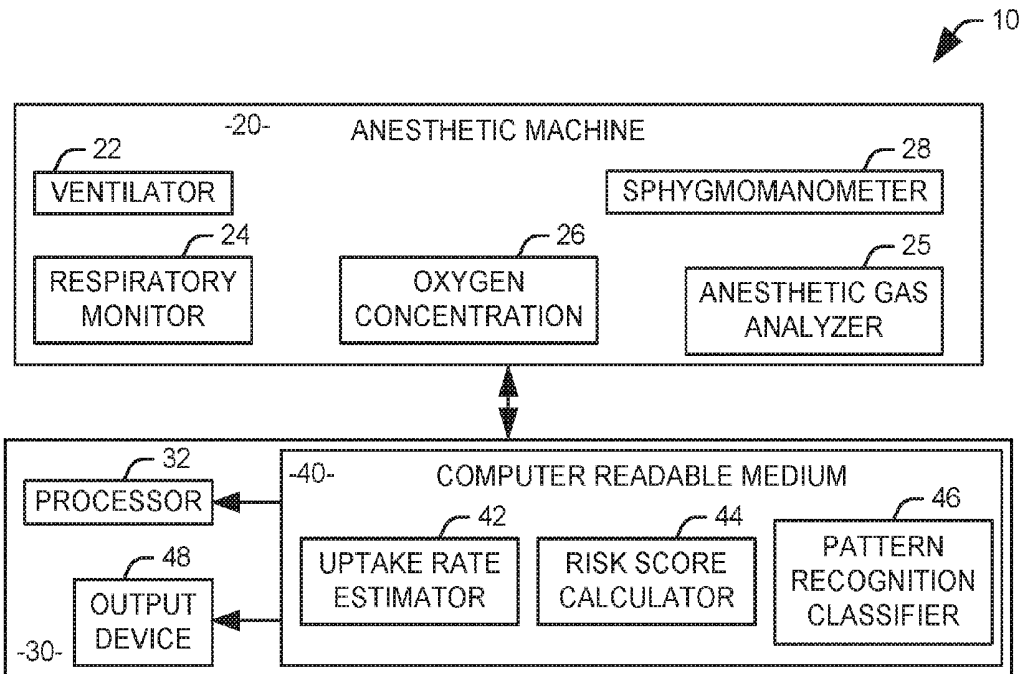 10
-20-
ANESTHETIC MACHINE
22
VENTILATOR
28
SPHYGMOMANOMETER
24
RESPIRATORY
MONITOR
26
OXYGEN
CONCENTRATION
25
ANESTHETIC GAS
ANALYZER
32
PROCESSOR
48
OUTPUT
DEVICE
-30-
-40-
COMPUTER READABLE MEDIUM
42
UPTAKE RATE
ESTIMATOR
44
RISK SCORE
CALCULATOR
46
PATTERN
RECOGNITION
CLASSIFIER